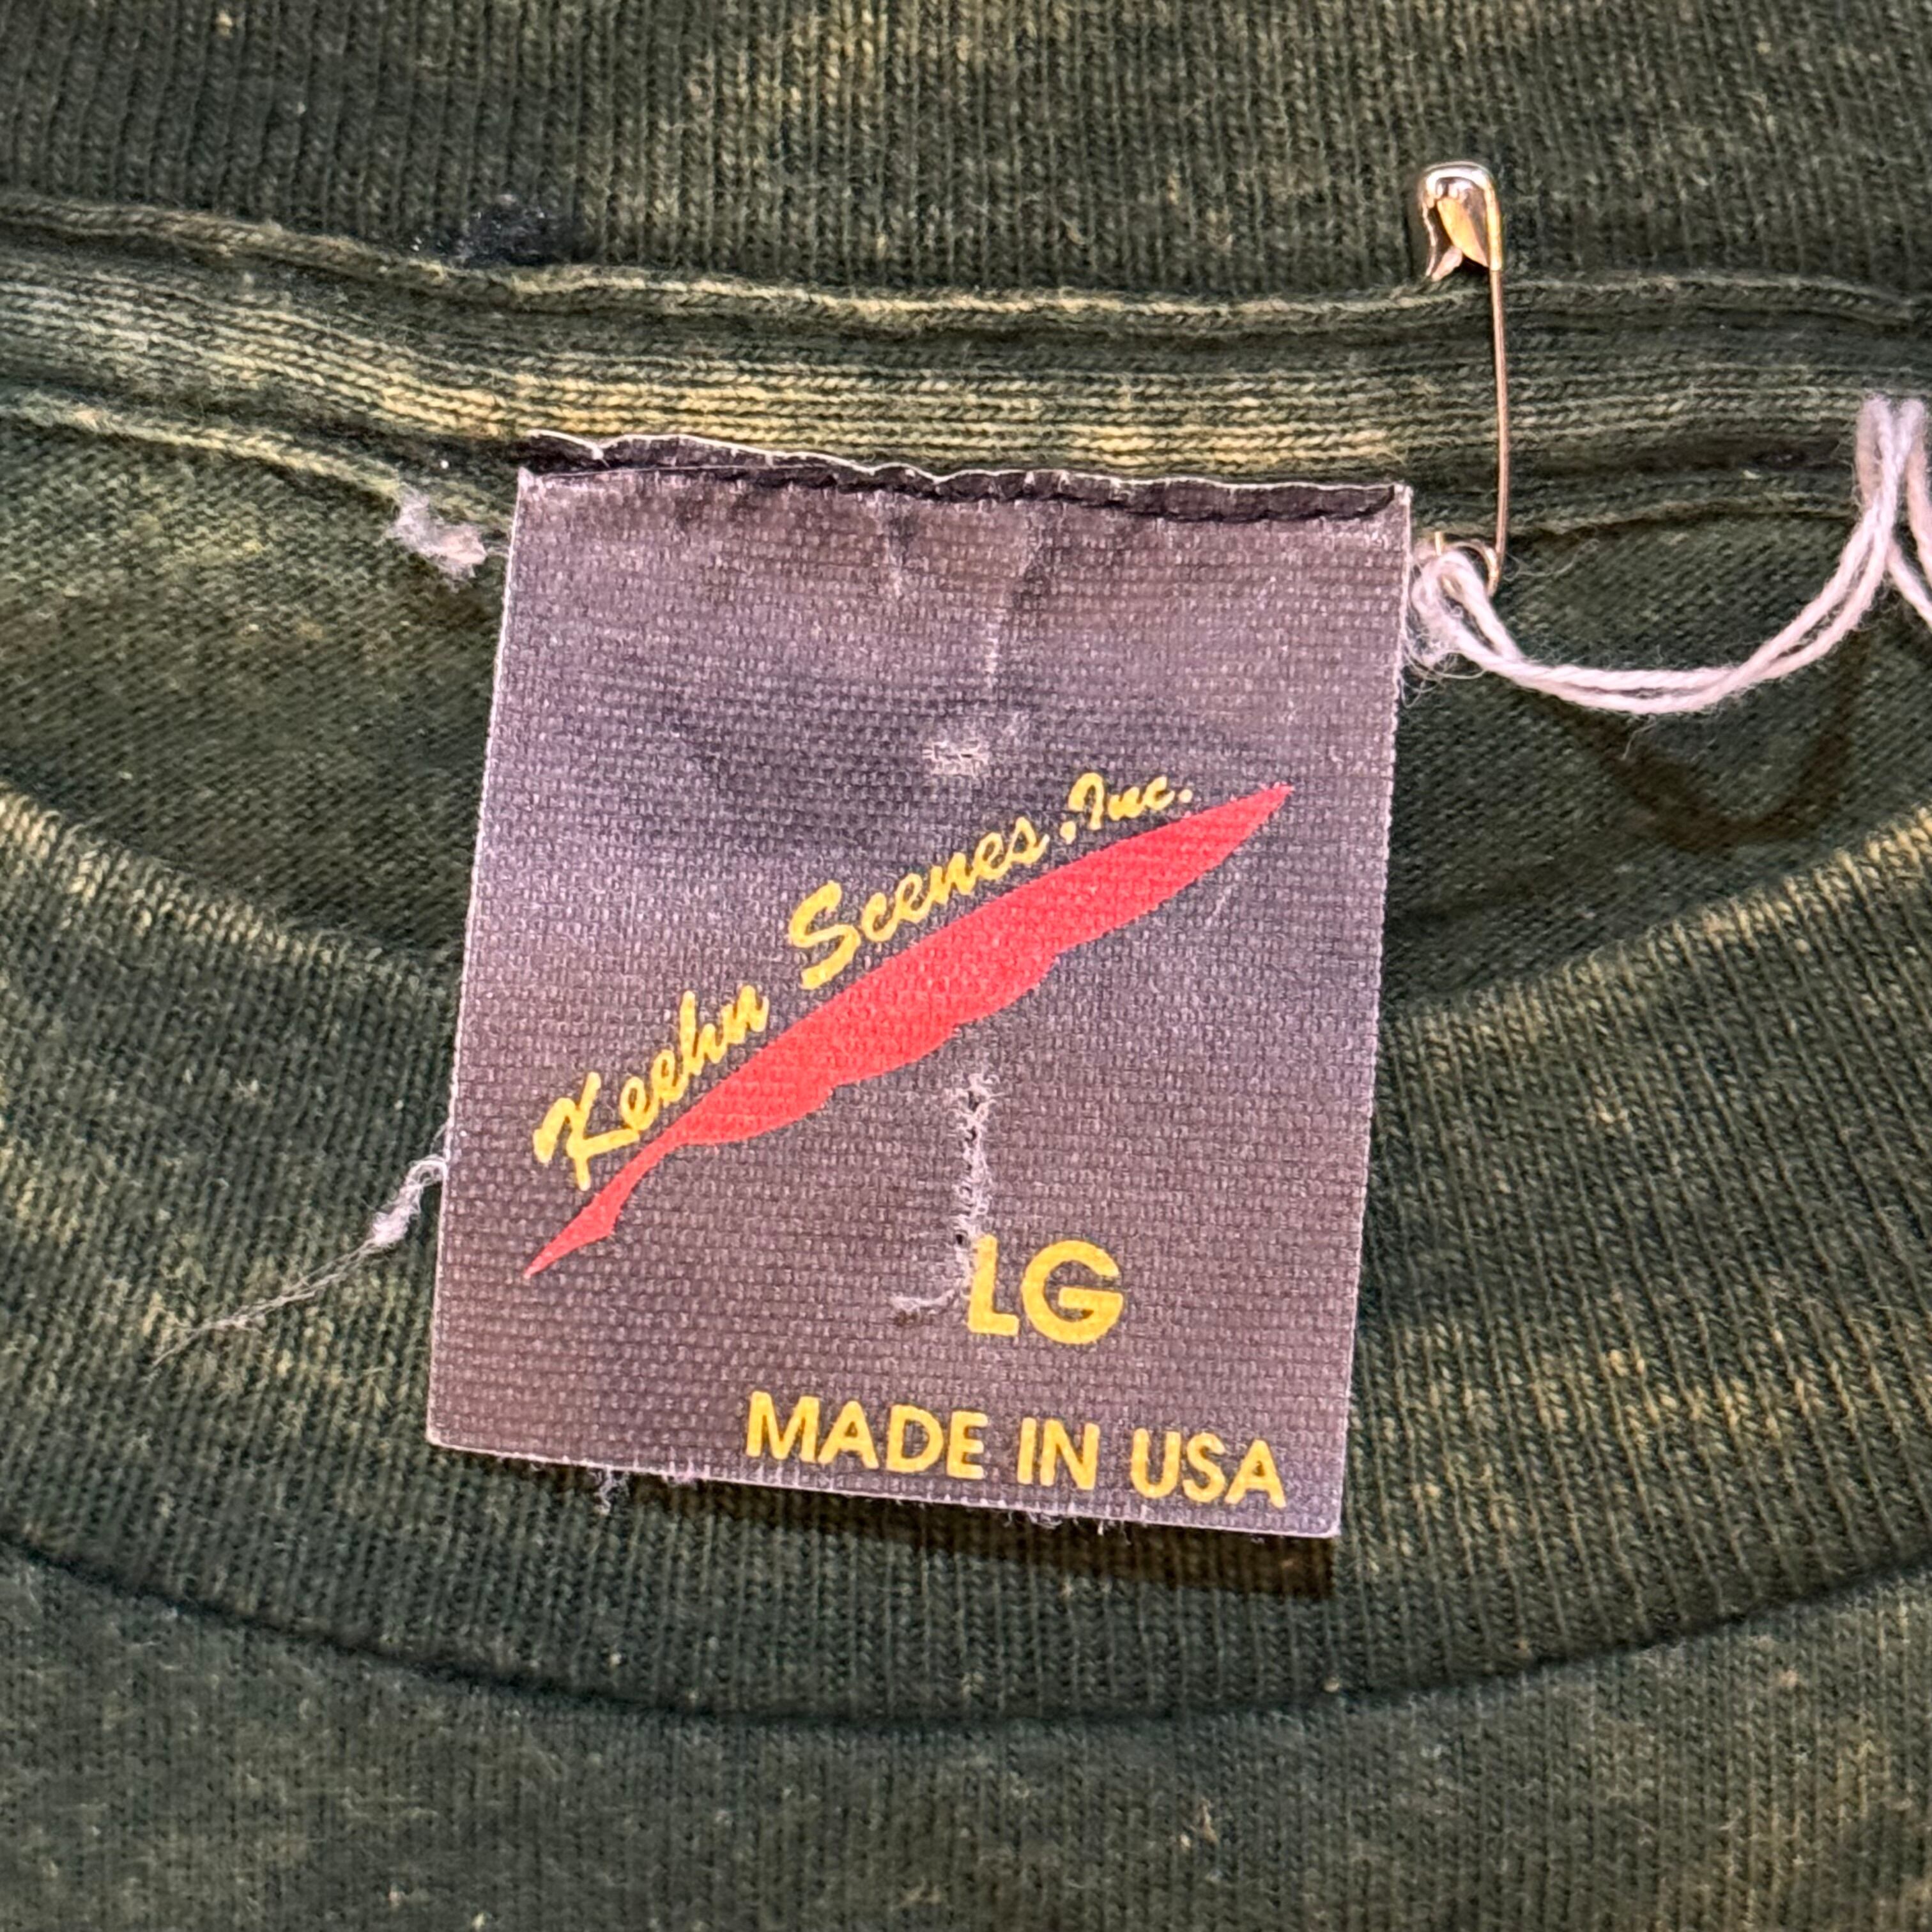 Keehn Scenes, Inc.
LG
MADE IN USA